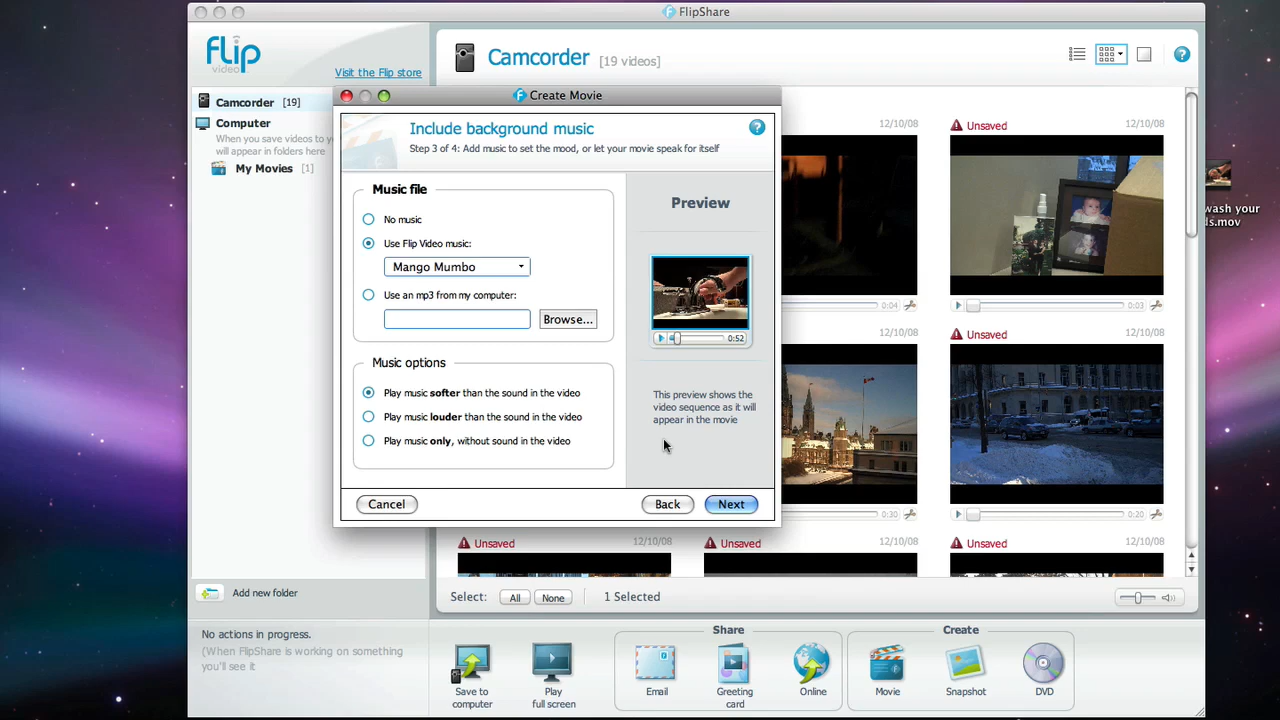 FlipShare
flip
video
Visit the Flip store
Camcorder [19 videos]
Camcorder [19]
Computer
When you save videos to yo
will appear in folders here
My Movies [1]
Create Movie
Include background music
Step 3 of 4: Add music to set the mood, or let your movie speak for itself
Music file
No music
Use Flip Video music:
Mango Mumbo
Use an mp3 from my computer:
Browse...
Music options
Play music softer than the sound in the video
Play music louder than the sound in the video
Play music only, without sound in the video
Preview
0:52
This preview shows the
video sequence as it will
appear in the movie
Cancel
Back
Next
12/10/08
Unsaved
12/10/08
0:04
0:03
Unsaved
12/10/08
0:30
0:20
Unsaved
12/10/08
Unsaved
12/10/08
Unsaved
12/10/08
wash your
ds.mov
Select:
All
None
1 Selected
Add new folder
No actions in progress.
(When FlipShare is working on something
you'll see it
Save to
computer
Play
full screen
Share
Email
Greeting
card
Online
Create
Movie
Snapshot
DVD